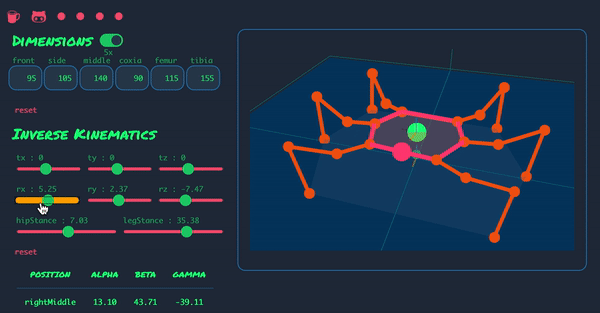 DIMENSIONS
5x
front side middle coxia femur tibia
95 105 140 90 115 155
reset
INVERSE KINEMATICS
tx : 0 ty : 0 tz : 0
rx : 5.25 ry : 2.37 rz : -7.47
hipStance : 7.03 legStance : 35.38
reset
POSITION ALPHA BETA GAMMA
rightMiddle 13.10 43.71 -39.11